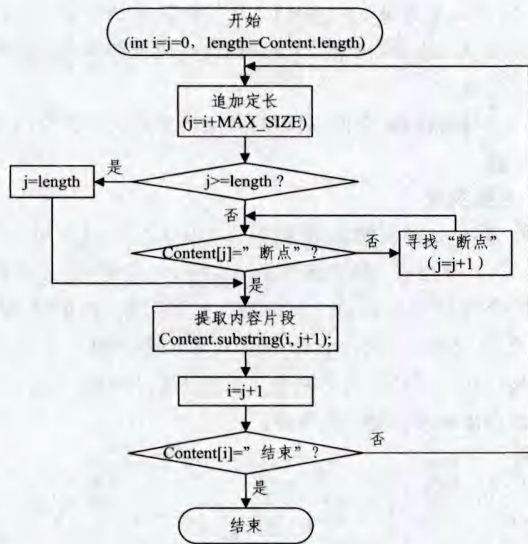 开始
(int i=j=0, length=Content.length)
追加定长
(j=i+MAX_SIZE)
是
j=length
j>=length？
否
Content[j]=”断点”？
否
寻找“断点”
（j=j+1）
是
提取内容片段
Content.substring(i, j+1);
i=j+1
Content[i]=”结束”？
否
是
结束